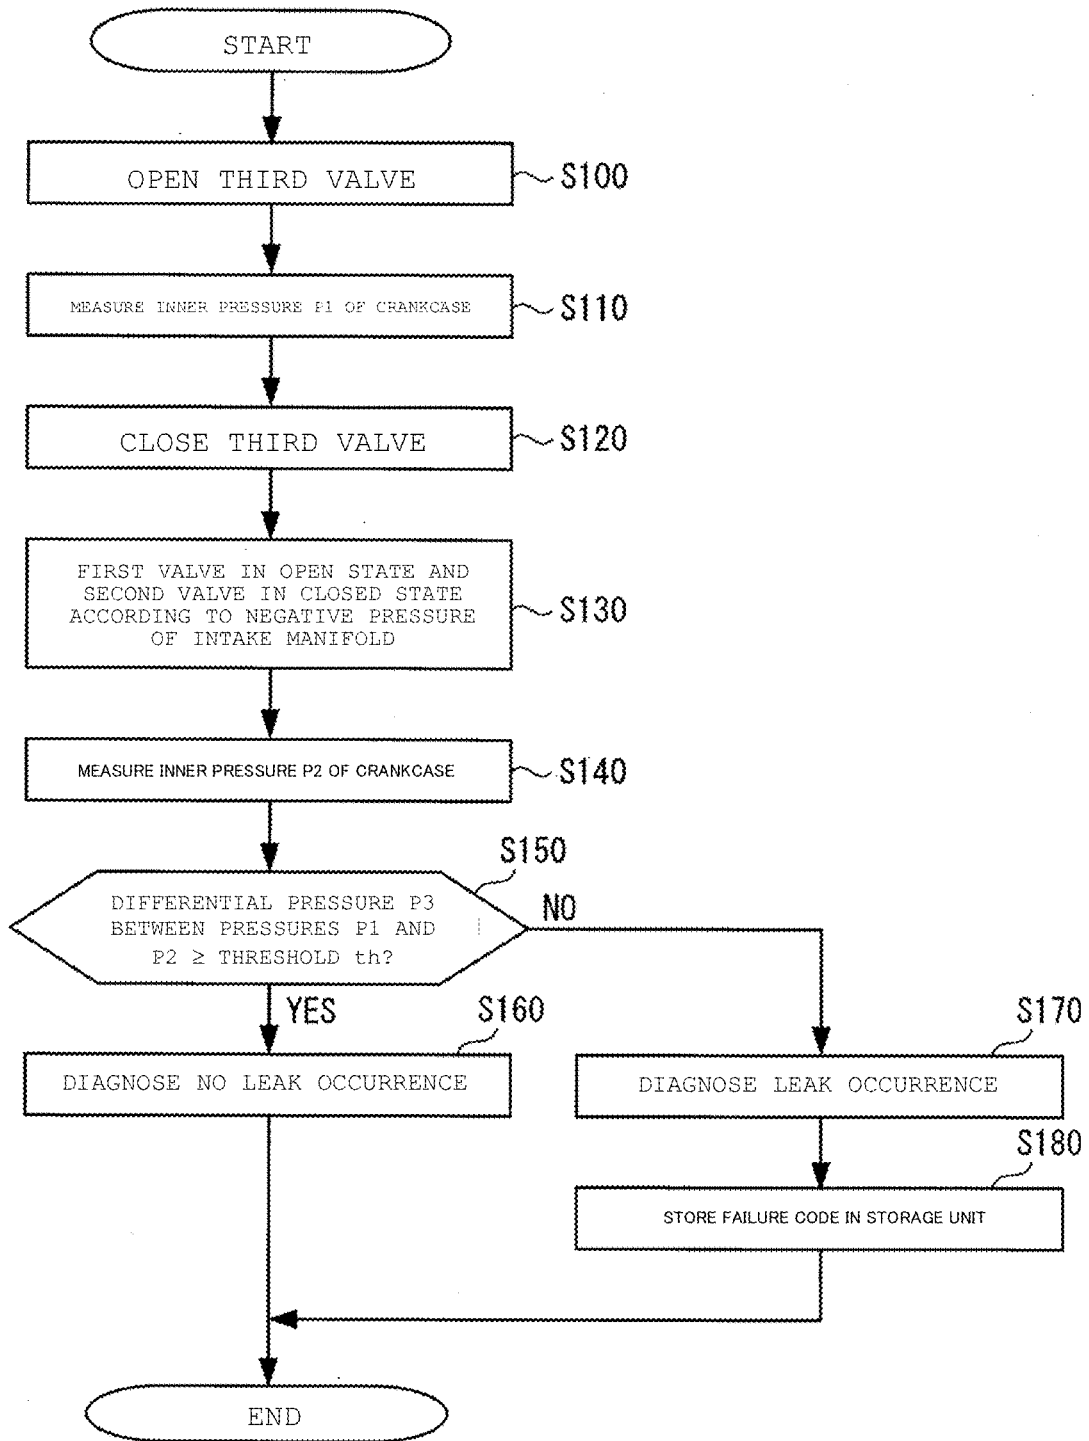 START
OPEN THIRD VALVE
S100
MEASURE INNER PRESSURE P1 OF CRANKCASE
S110
CLOSE THIRD VALVE
S120
FIRST VALVE IN OPEN STATE AND
SECOND VALVE IN CLOSED STATE
ACCORDING TO NEGATIVE PRESSURE
OF INTAKE MANIFOLD
S130
MEASURE INNER PRESSURE P2 OF CRANKCASE
S140
S150
DIFFERENTIAL PRESSURE P3
BETWEEN PRESSURES P1 AND
P2 ≥ THRESHOLD th?
NO
YES
S160
DIAGNOSE NO LEAK OCCURRENCE
S170
DIAGNOSE LEAK OCCURRENCE
S180
STORE FAILURE CODE IN STORAGE UNIT
END